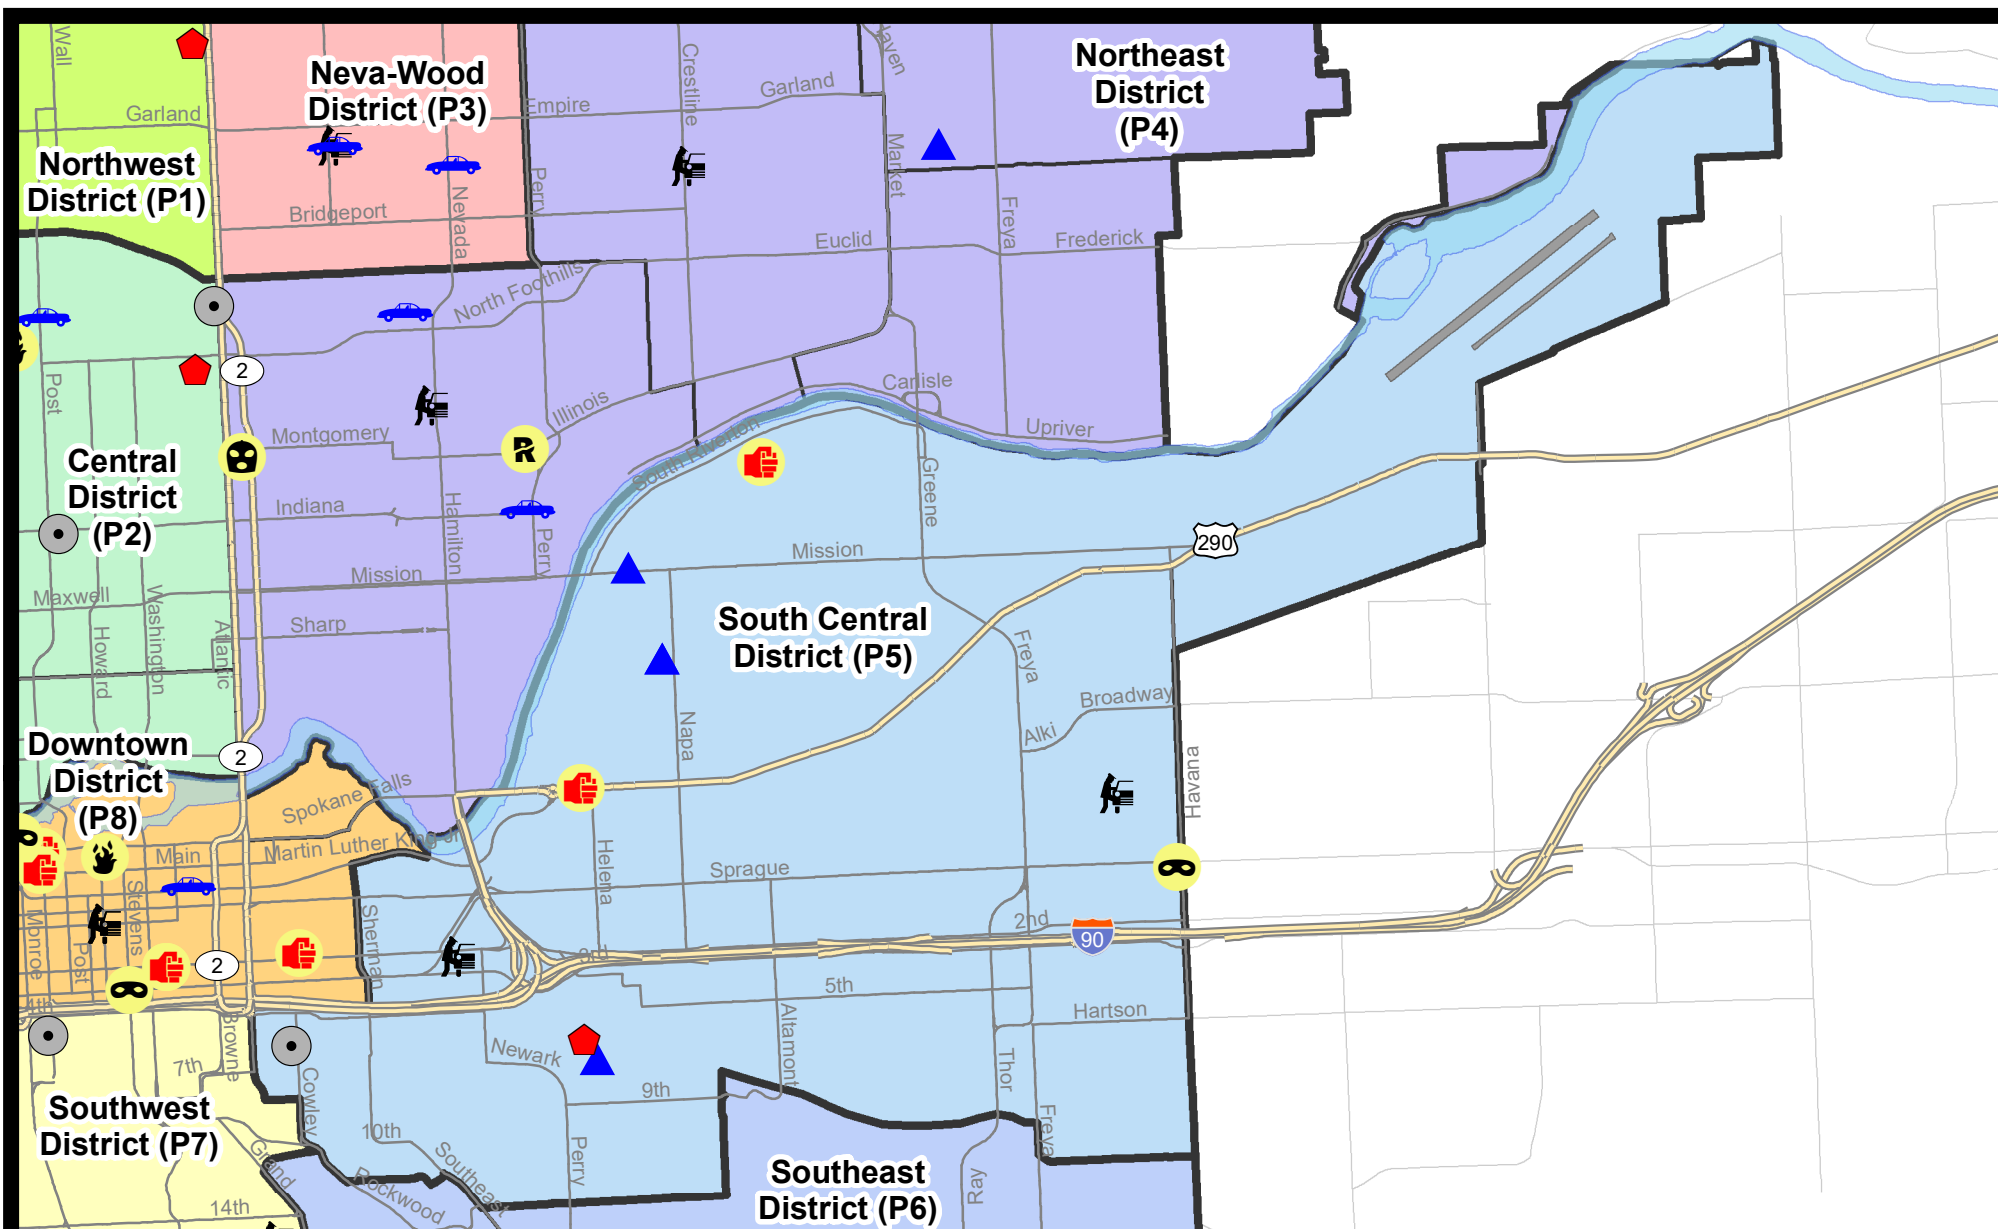 Wall
Garland
Neva-Wood
District (P3)
Empire
Crestline
Garland
Haven
Northeast
District
(P4)
Northwest
District (P1)
Bridgeport
Nevada
Perry
Market
Freya
Euclid
Frederick
North Foothills
2
Post
Montgomery
Illinois
R
Carlisle
Upriver
South Riverton
Central
District
(P2)
Indiana
Hamilton
Perry
Greene
Mission
290
Mission
Maxwell
Washington
Howard
Atlantic
Sharp
South Central
District (P5)
Freya
Broadway
Alki
Napa
Havana
Downtown
District
(P8)
2
Spokane Falls
Martin Luther King Jr
Main
Stevens
Monroe
Post
Sherman
Helena
Sprague
2nd
90
3rd
2
4th
5th
Altamont
Hartson
Browne
7th
Cowley
Newark
9th
Thor
Freya
Southwest
District (P7)
10th
Grand
Southeast
Perry
Rockwood
14th
Southeast
District (P6)
Ray